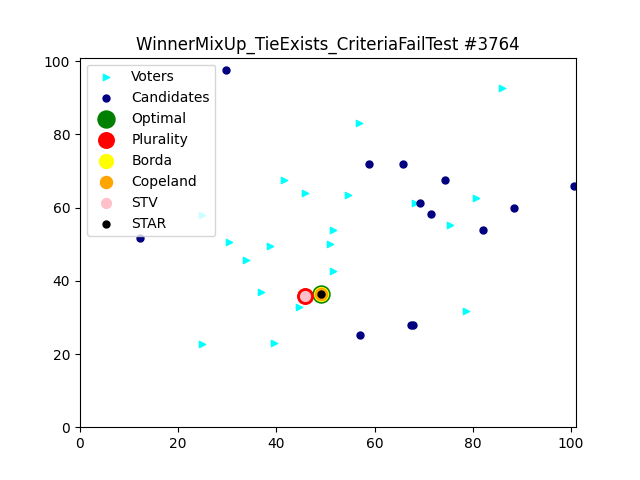 WinnerMixUp_TieExists_CriteriaFailTest #3764
100
80
60
40
20
0
0
20
40
60
80
100
Voters
Candidates
Optimal
Plurality
Borda
Copeland
STV
STAR